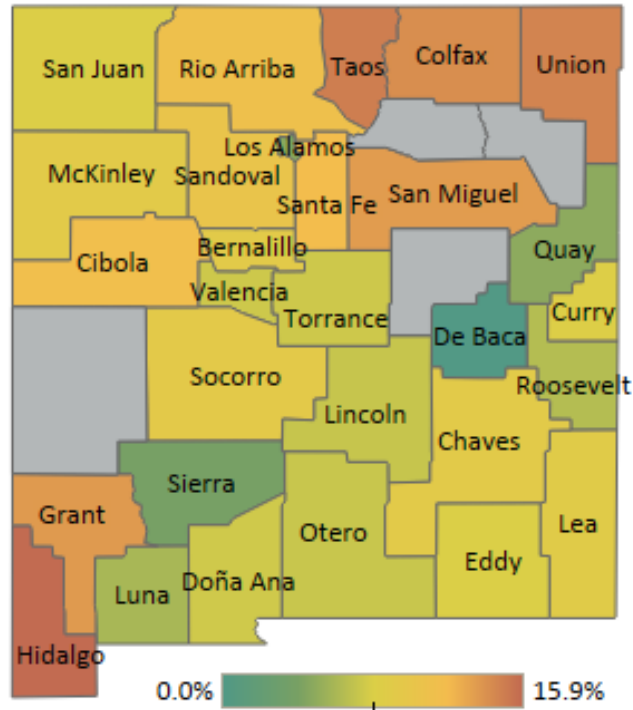 San Juan
Rio Arriba
Taos
Colfax
Union
Los Alamos
McKinley
Sandoval
Santa Fe
San Miguel
Bernalillo
Cibola
Quay
Valencia
Torrance
Curry
De Baca
Socorro
Roosevelt
Lincoln
Chaves
Sierra
Grant
Otero
Lea
Eddy
Luna
Doña Ana
Hidalgo
0.0%
15.9%